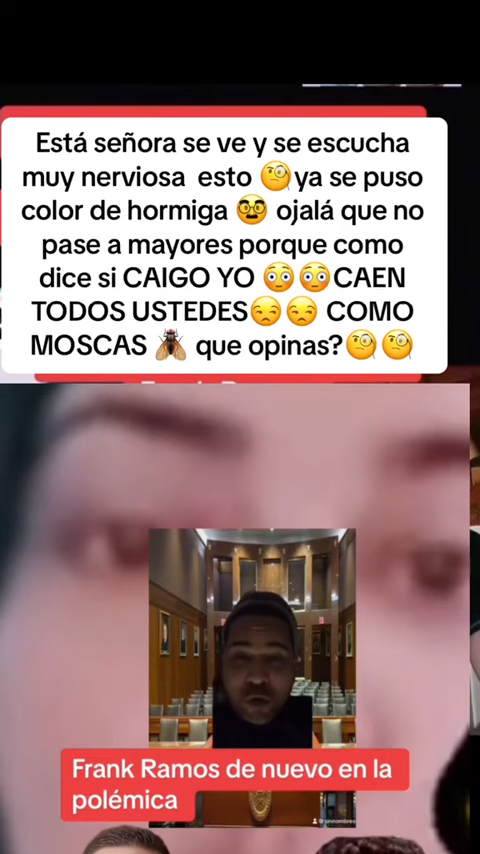 Está señora se ve y se escucha
muy nerviosa esto 🧐ya se puso
color de hormiga 🥸 ojalá que no
pase a mayores porque como
dice si CAIGO YO 😳😳CAEN
TODOS USTEDES😒😒 COMO
MOSCAS 🪰 que opinas?🧐🧐
Frank Ramos de nuevo en la
polémica